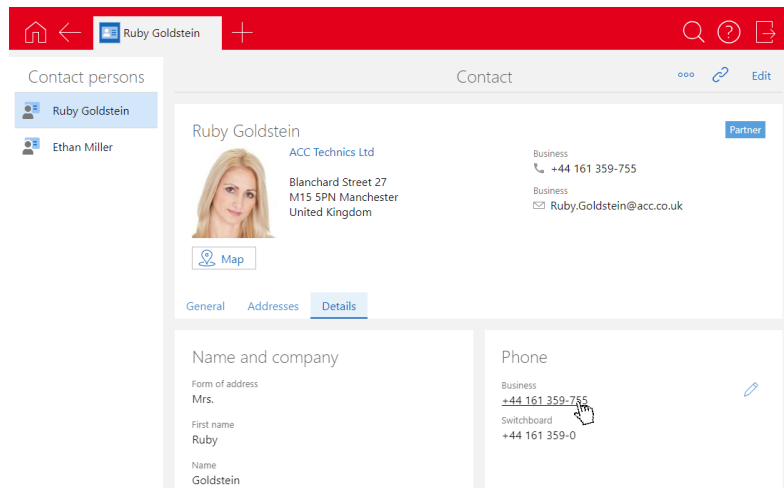 Ruby Goldstein
Contact persons
Ruby Goldstein
Ethan Miller
Contact
Edit
Ruby Goldstein
Partner
ACC Technics Ltd
Blanchard Street 27
M15 5PN Manchester
United Kingdom
Business
+44 161 359-755
Business
Ruby.Goldstein@acc.co.uk
Map
General Addresses Details
Name and company
Form of address
Mrs.
First name
Ruby
Name
Goldstein
Phone
Business
+44 161 359-755
Switchboard
+44 161 359-0